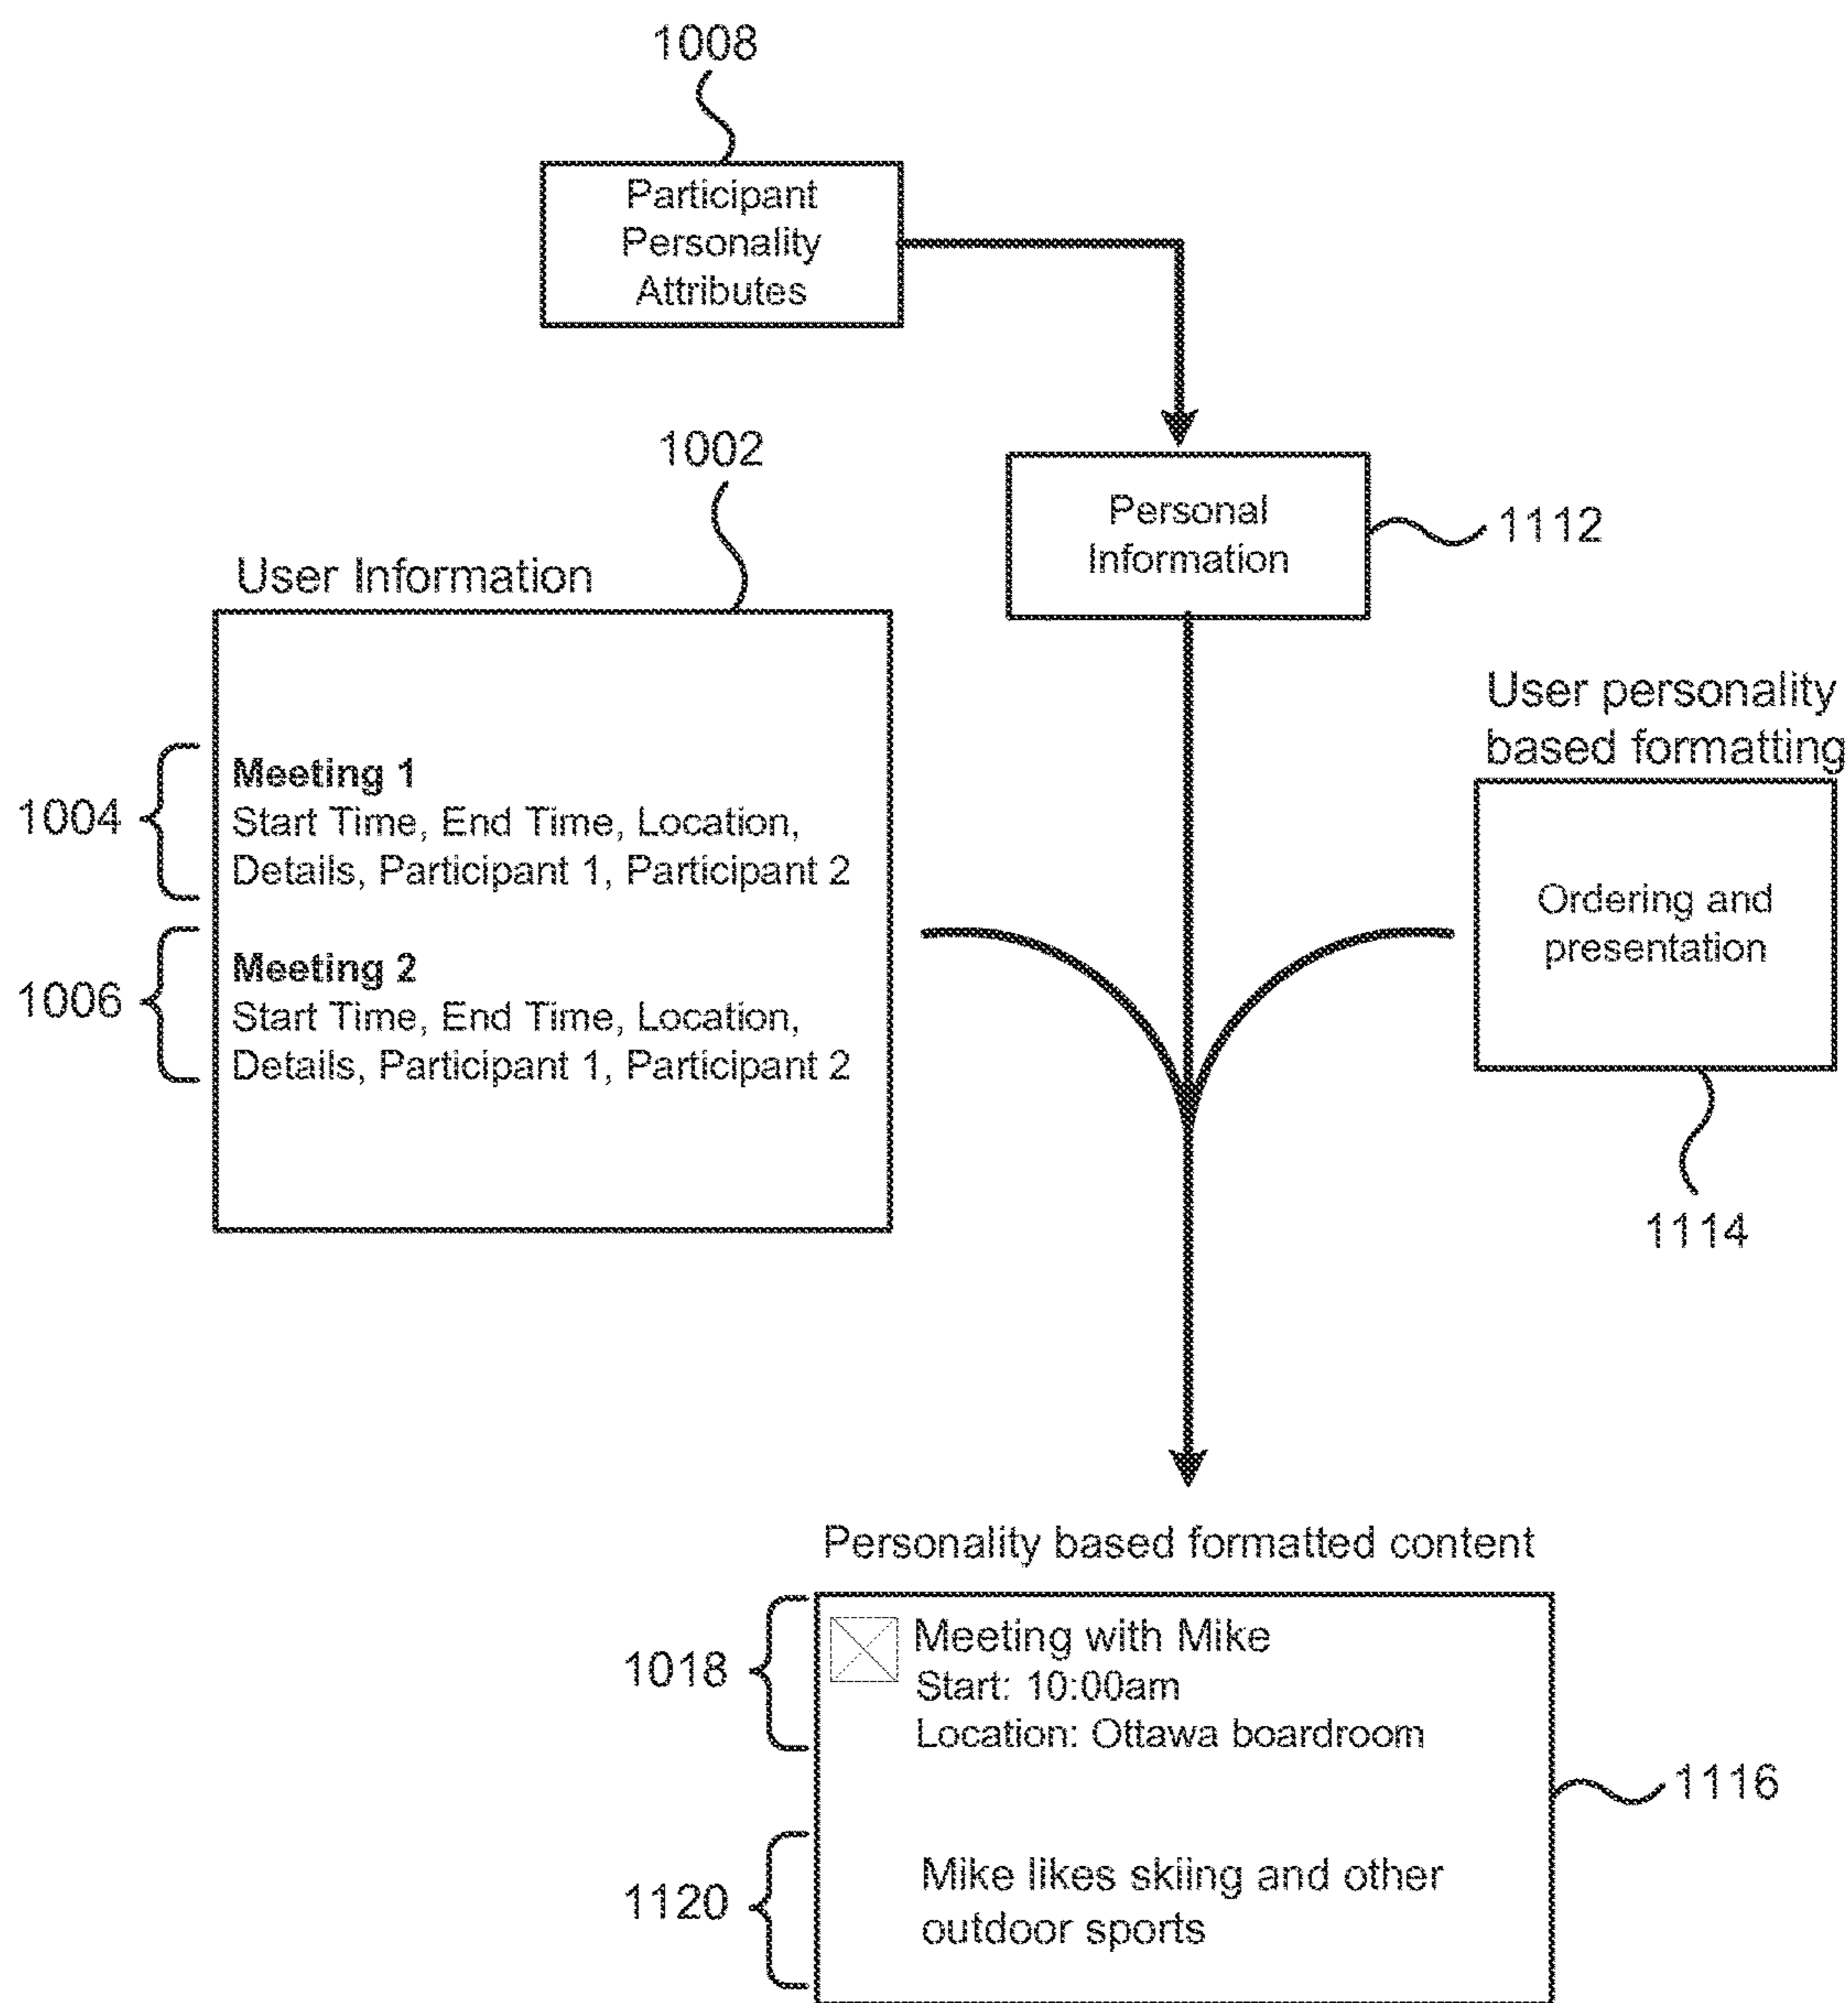 1008
Participant
Personality
Attributes
1002
Personal
Information
1112
User Information
User personality
based formatting
1004
Meeting 1
Start Time, End Time, Location,
Details, Participant 1, Participant 2
Ordering and
presentation
1006
Meeting 2
Start Time, End Time, Location,
Details, Participant 1, Participant 2
1114
Personality based formatted content
1018
Meeting with Mike
Start: 10:00am
Location: Ottawa boardroom
1116
1120
Mike likes skiing and other
outdoor sports